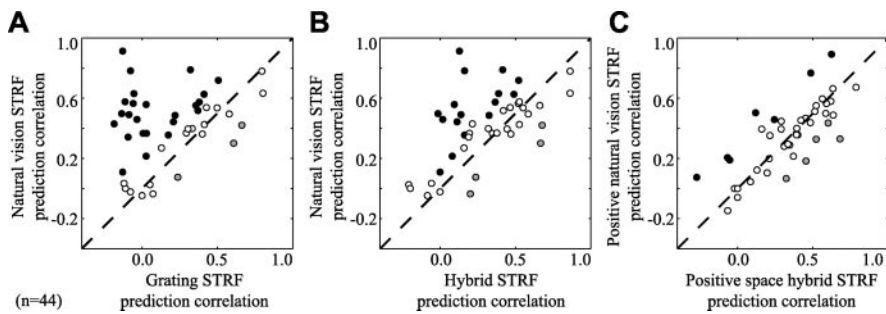 A
B
C
Natural vision STRF
prediction correlation
1.0
0.6
0.2
-0.2
0.0
0.5
1.0
Grating STRF
prediction correlation
Natural vision STRF
prediction correlation
1.0
0.6
0.2
-0.2
0.0
0.5
1.0
Hybrid STRF
prediction correlation
Positive natural vision STRF
prediction correlation
1.0
0.6
0.2
-0.2
0.0
0.5
1.0
Positive space hybrid STRF
prediction correlation
(n=44)